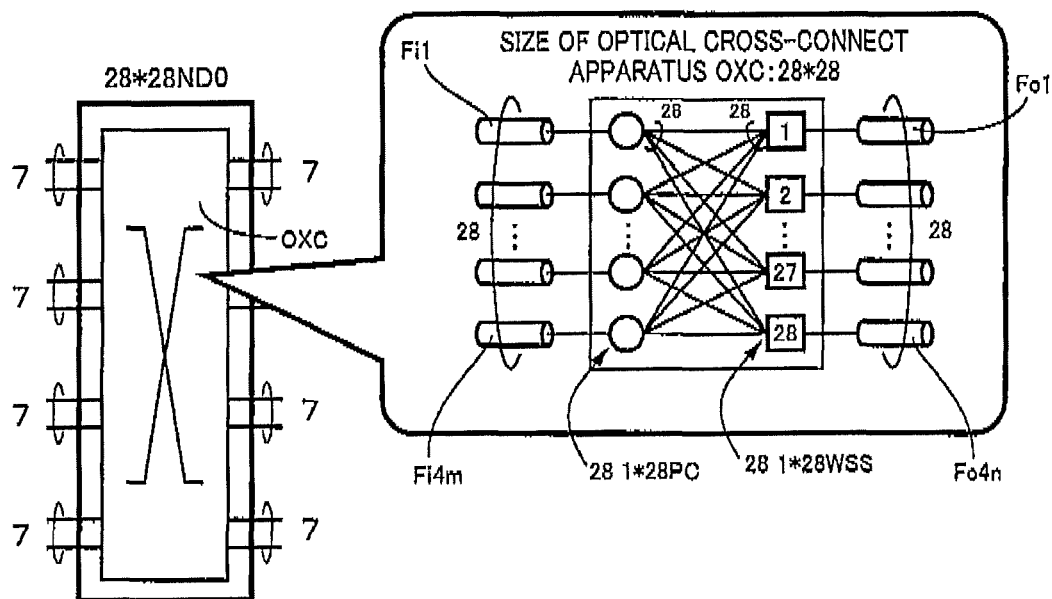 28*28ND0
7
7
OXC
7
7
7
7
7
SIZE OF OPTICAL CROSS-CONNECT
APPARATUS OXC:28*28
Fi1
Fo1
28
28
1
2
28
28
27
28
Fi4m
28 1*28PC
28 1*28WSS
Fo4n